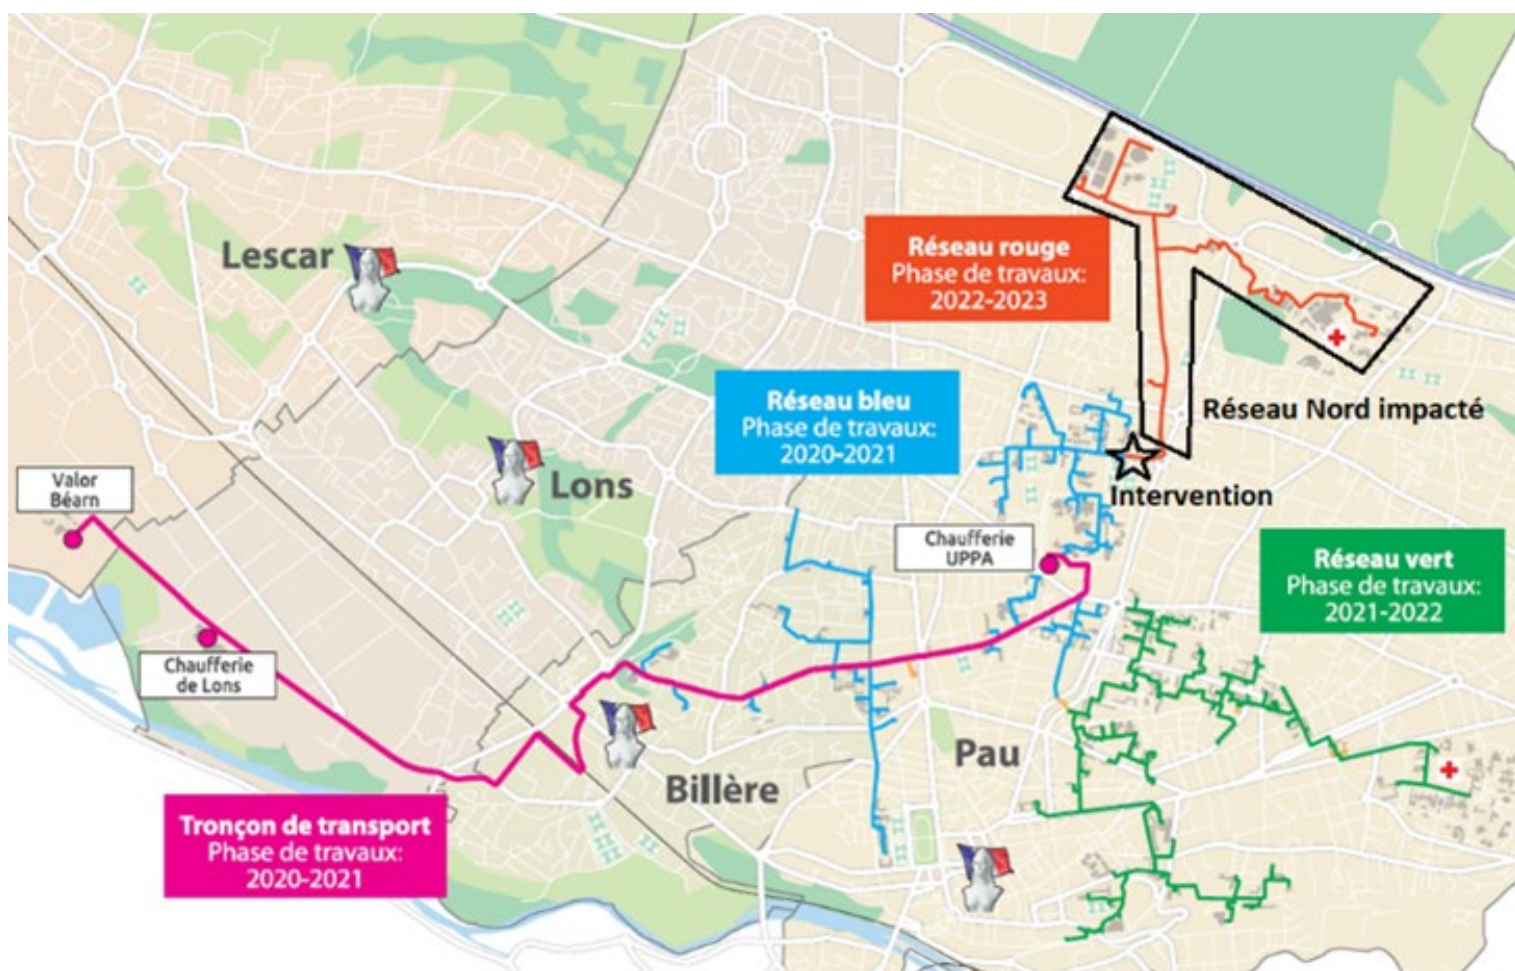 Lescar
Réseau rouge
Phase de travaux:
2022-2023
Réseau bleu
Phase de travaux:
2020-2021
Réseau Nord impacté
Intervention
Lons
Valor
Béarn
Chaufferie
UPPA
Réseau vert
Phase de travaux:
2021-2022
Chaufferie
de Lons
Pau
Billère
Tronçon de transport
Phase de travaux:
2020-2021